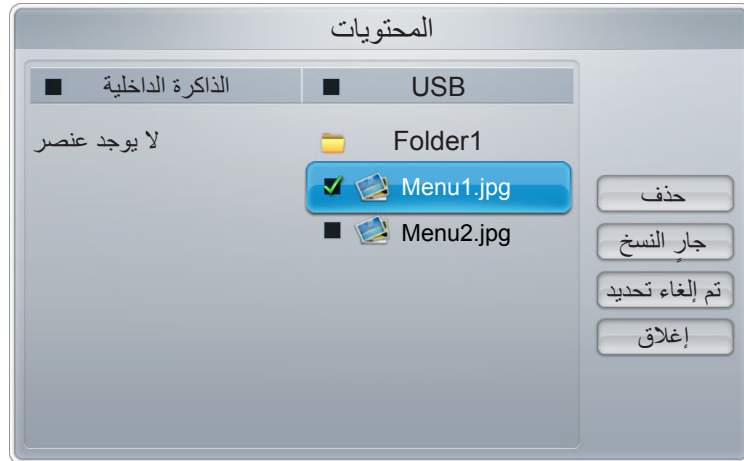 المحتويات
الذاكرة الداخلية
لا يوجد عنصر
USB
Folder1
Menu1.jpg
Menu2.jpg
حذف
جارٍ النسخ
تم إلغاء تحديد
إغلاق